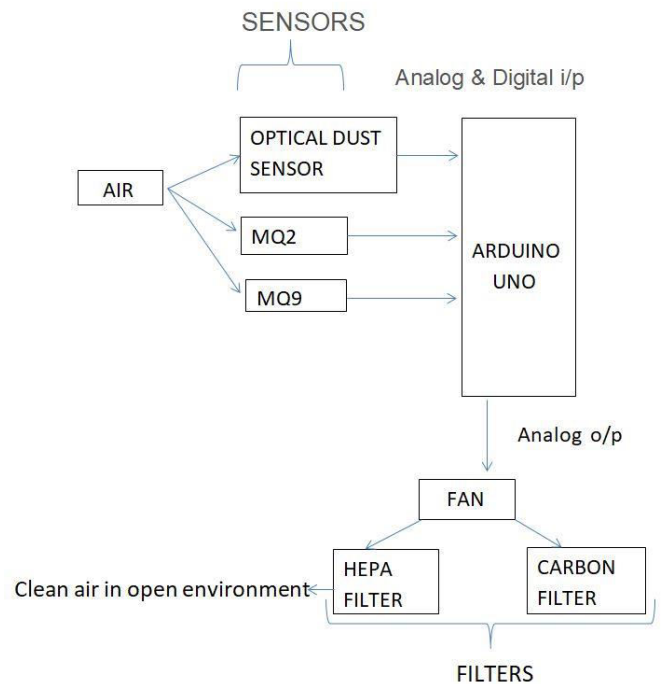 SENSORS
Analog & Digital i/p
OPTICAL DUST
SENSOR
AIR
MQ2
MQ9
ARDUINO
UNO
Analog o/p
FAN
HEPA
FILTER
CARBON
FILTER
Clean air in open environment
FILTERS